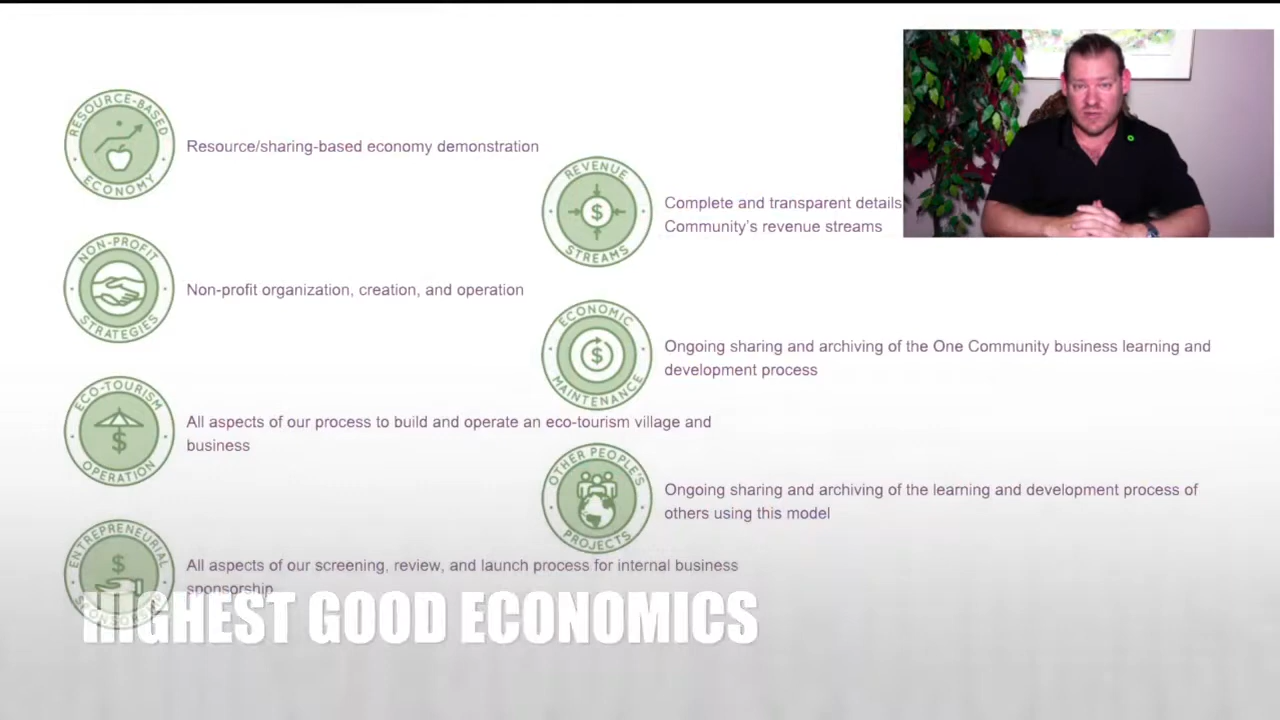 RESOURCE-BASED
ECONOMY
Resource/sharing-based economy demonstration
NON-PROFIT
STRATEGIES
Non-profit organization, creation, and operation
ECO-TOURISM
$
OPERATION
All aspects of our process to build and operate an eco-tourism village and
business
ENTREPRENEURIAL
$
SPONSORSHIP
All aspects of our screening, review, and launch process for internal business
sponsorship
REVENUE
$
STREAMS
Complete and transparent details
Community's revenue streams
ECONOMIC
$
MAINTENANCE
Ongoing sharing and archiving of the One Community business learning and
development process
OTHER PEOPLE'S
PROJECTS
Ongoing sharing and archiving of the learning and development process of
others using this model
HIGHEST GOOD ECONOMICS